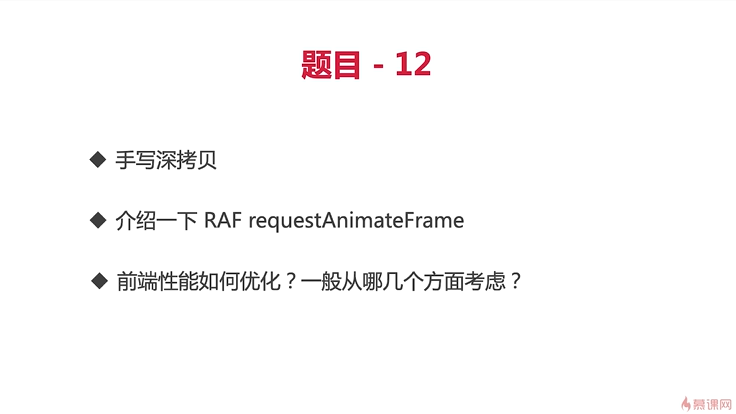 题目 - 12
◆ 手写深拷贝
◆ 介绍一下 RAF requestAnimateFrame
◆ 前端性能如何优化？一般从哪几个方面考虑？
慕课网